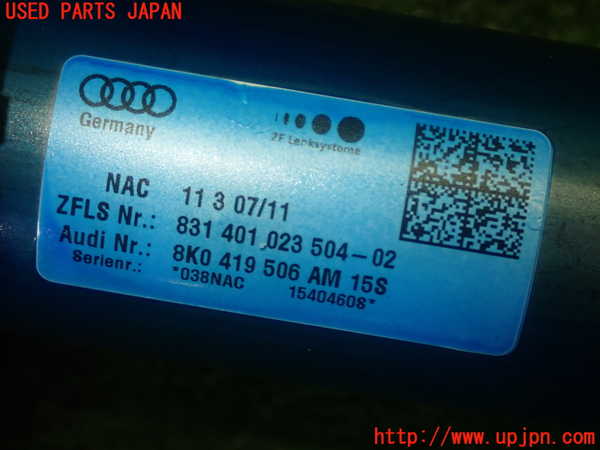 USED PARTS JAPAN
Germany
ZF Lenksysteme
NAC 11 3 07/11
ZFLS Nr.: 831 401 023 504-02
Audi Nr.: 8K0 419 506 AM 15S
Serienr.: *038NAC 1540460S*
http://www.upjpn.com/